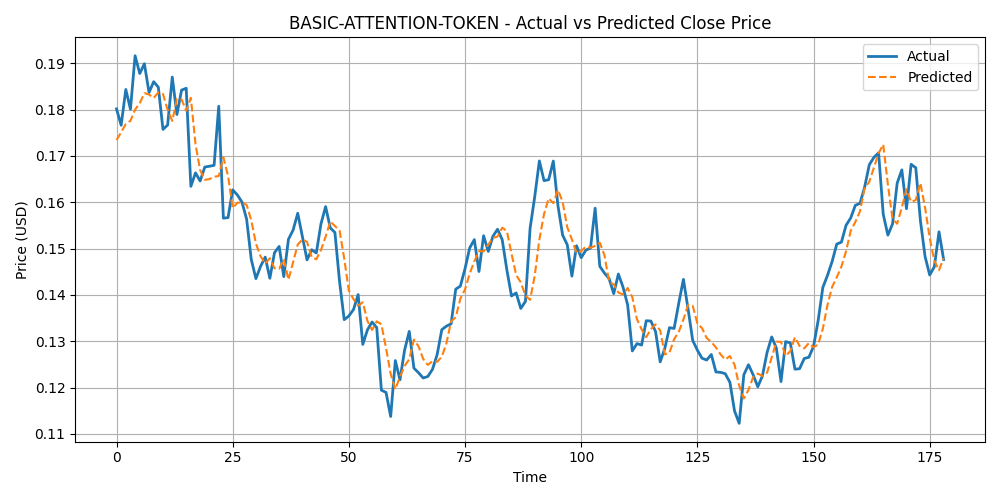 BASIC-ATTENTION-TOKEN - Actual vs Predicted Close Price
Actual
Predicted
Price (USD)
0.19
0.18
0.17
0.16
0.15
0.14
0.13
0.12
0.11
0 25 50 75 100 125 150 175
Time